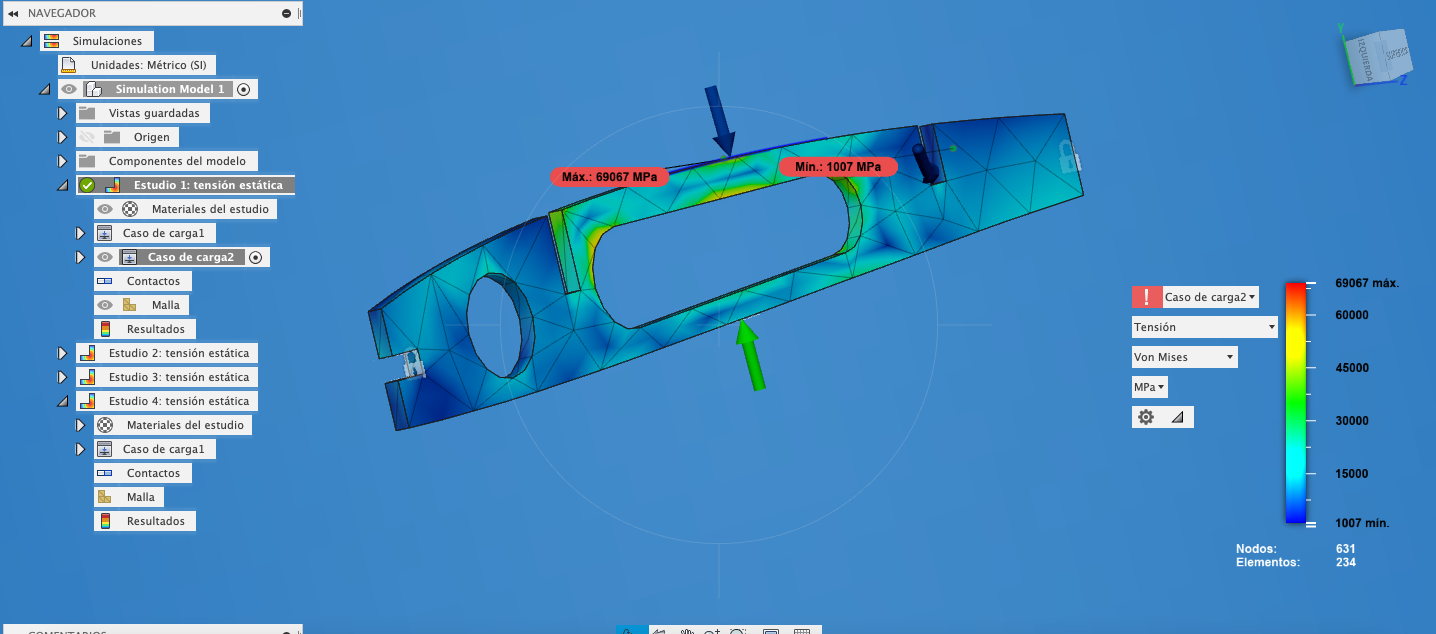 NAVEGADOR
Simulaciones
Unidades: Métrico (SI)
Simulation Model 1
Vistas guardadas
Origen
Componentes del modelo
Estudio 1: tensión estática
Materiales del estudio
Caso de carga1
Caso de carga2
Contactos
Malla
Resultados
Estudio 2: tensión estática
Estudio 3: tensión estática
Estudio 4: tensión estática
Materiales del estudio
Caso de carga1
Contactos
Malla
Resultados
COMENTARIOS
Máx.: 69067 MPa
Mín.: 1007 MPa
Y
IZQUIERDA
Z
Caso de carga2
Tensión
Von Mises
MPa
69067 máx.
60000
45000
30000
15000
1007 mín.
Nodos: 631
Elementos: 234